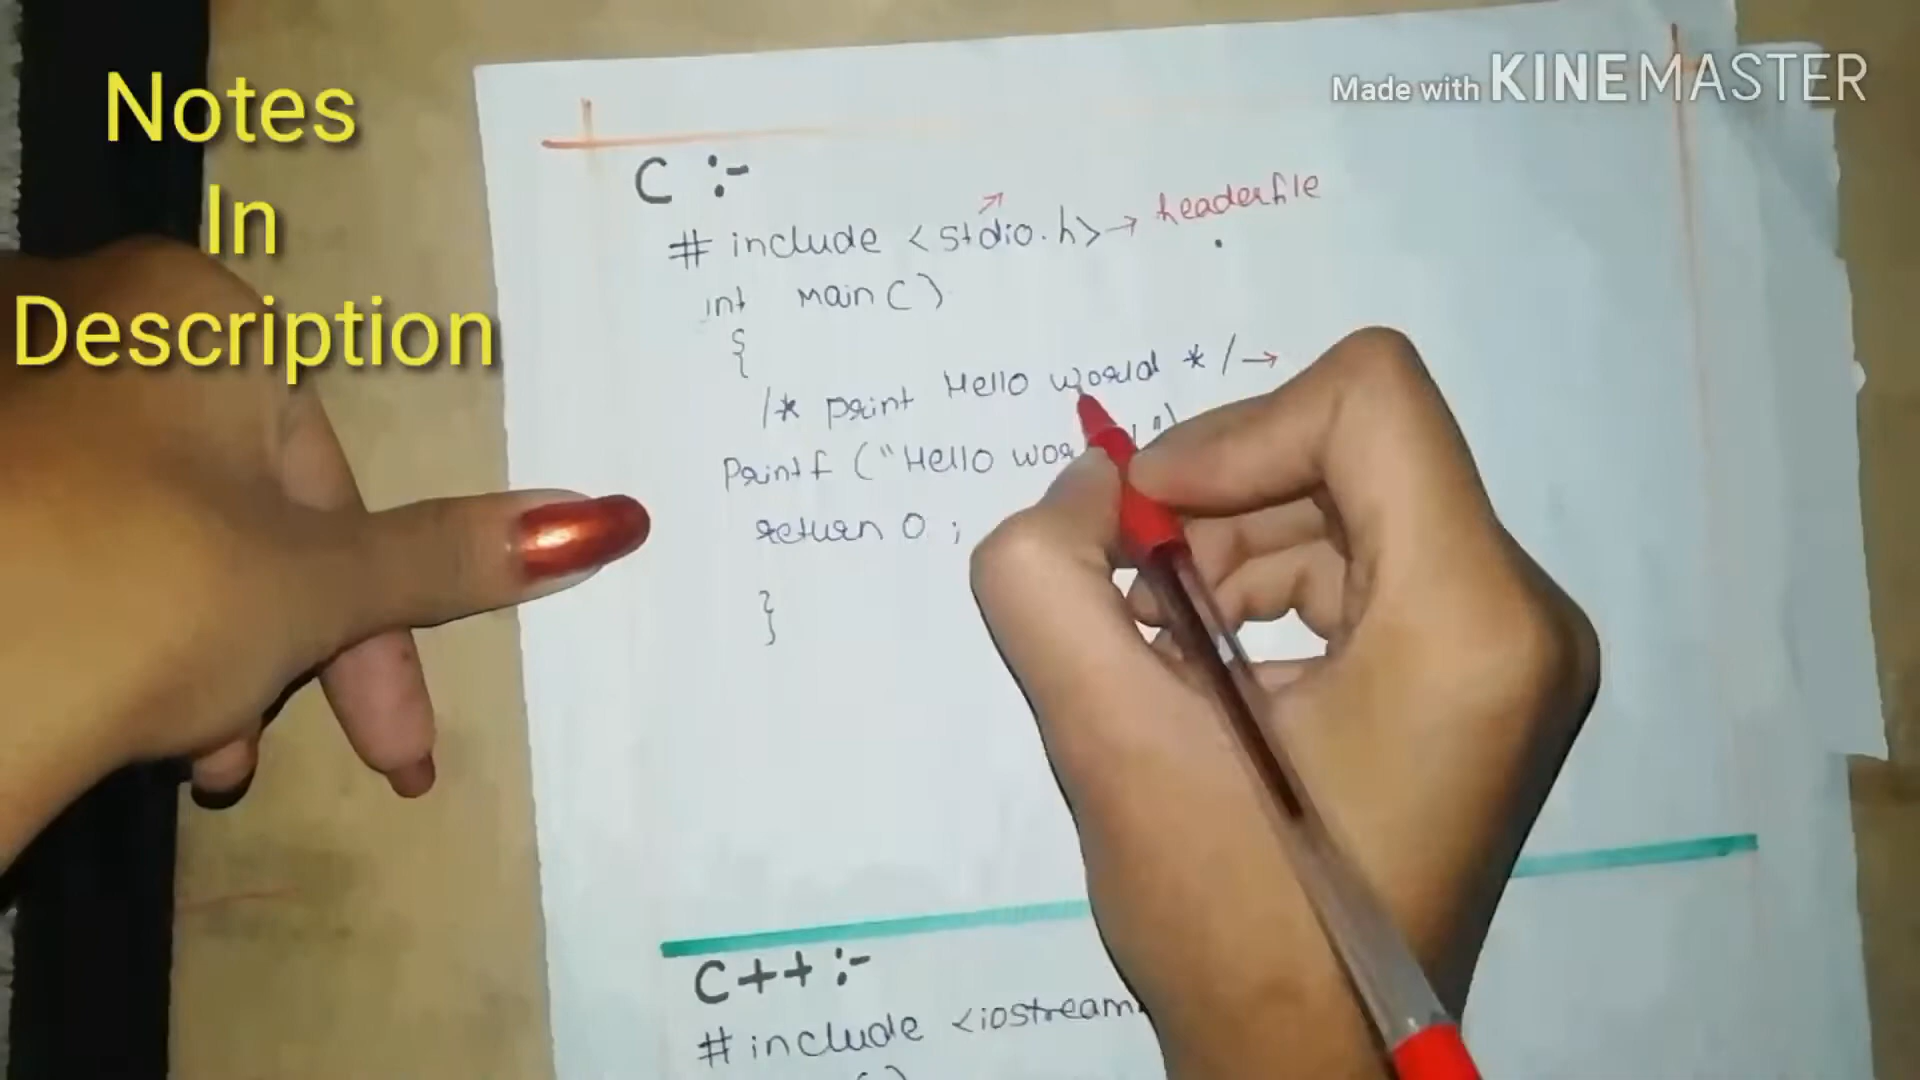 Notes
In
Description
Made with KINEMASTER
C :-
# include <stdio.h> → headerfile
int main()
{
/* print Hello world */ →
Printf ("Hello wor
return 0 ;
}
C++ :-
# include <iostream